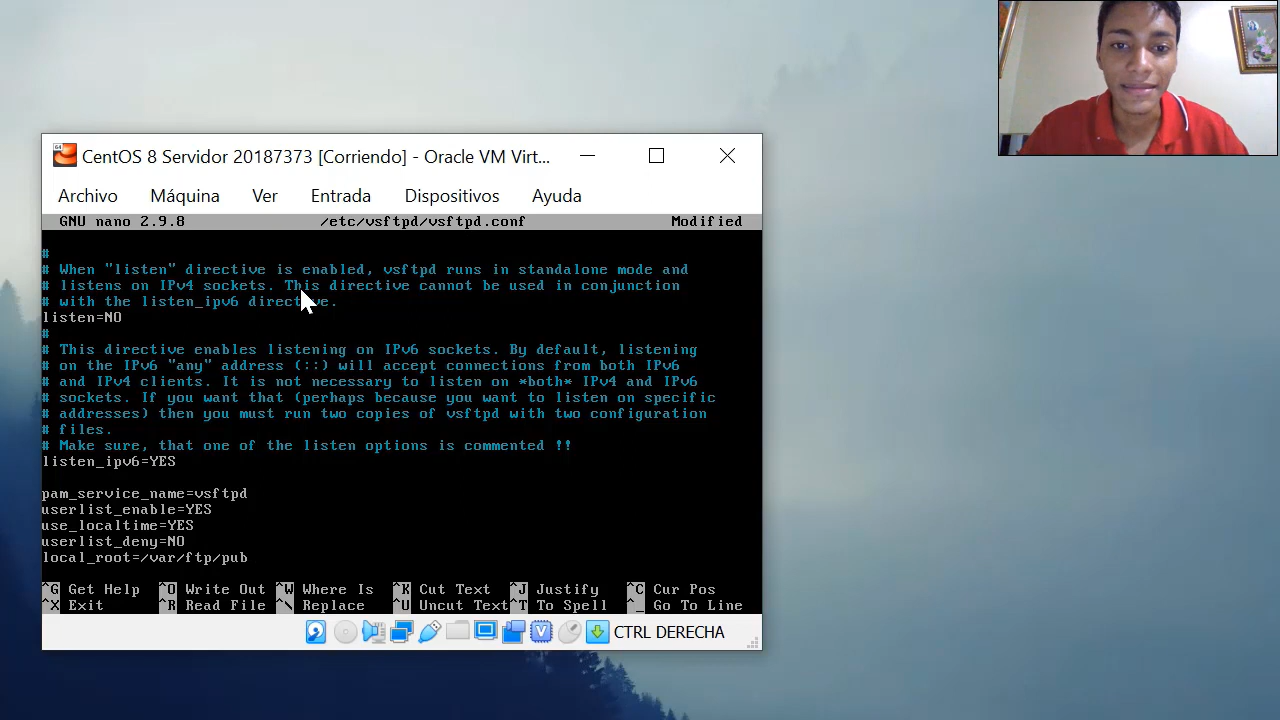 CentOS 8 Servidor 20187373 [Corriendo] - Oracle VM Virt...
Archivo Máquina Ver Entrada Dispositivos Ayuda
GNU nano 2.9.8 /etc/vsftpd/vsftpd.conf Modified
#
# When "listen" directive is enabled, vsftpd runs in standalone mode and
# listens on IPv4 sockets. This directive cannot be used in conjunction
# with the listen_ipv6 directive.
listen=NO
#
# This directive enables listening on IPv6 sockets. By default, listening
# on the IPv6 "any" address (::) will accept connections from both IPv6
# and IPv4 clients. It is not necessary to listen on *both* IPv4 and IPv6
# sockets. If you want that (perhaps because you want to listen on specific
# addresses) then you must run two copies of vsftpd with two configuration
# files.
# Make sure, that one of the listen options is commented !!
listen_ipv6=YES
pam_service_name=vsftpd
userlist_enable=YES
use_localtime=YES
userlist_deny=NO
local_root=/var/ftp/pub
^G Get Help ^O Write Out ^W Where Is ^K Cut Text ^J Justify ^C Cur Pos
^X Exit ^R Read File ^\ Replace ^U Uncut Text ^T To Spell ^_ Go To Line
CTRL DERECHA